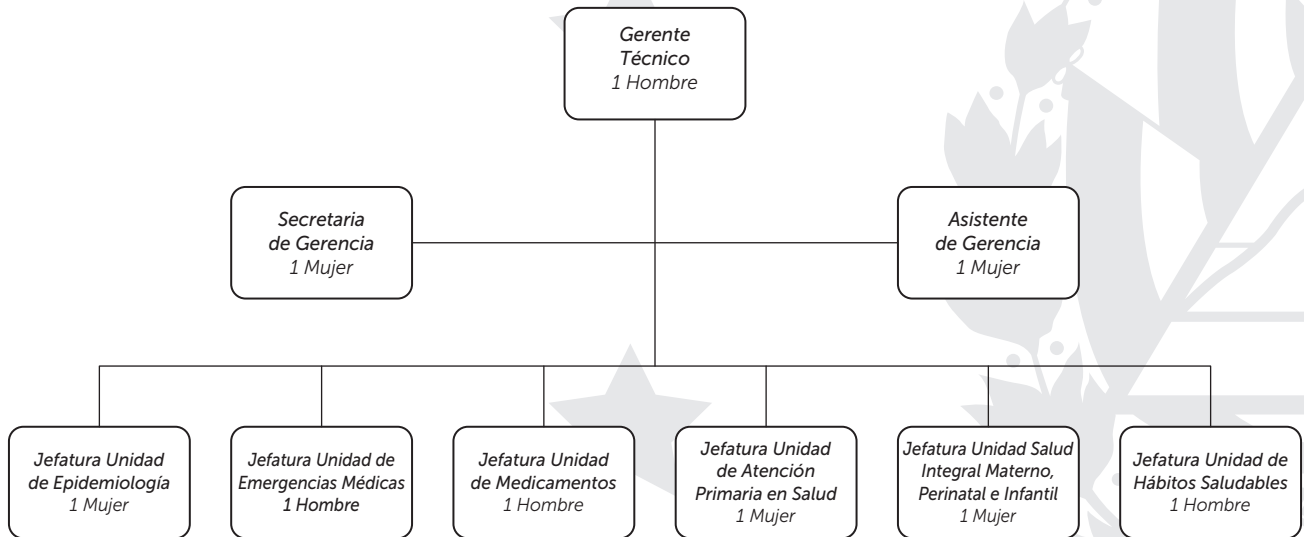 Gerente
Técnico
1 Hombre
Secretaria
de Gerencia
1 Mujer
Asistente
de Gerencia
1 Mujer
Jefatura Unidad
de Epidemiología
1 Mujer
Jefatura Unidad de
Emergencias Médicas
1 Hombre
Jefatura Unidad
de Medicamentos
1 Hombre
Jefatura Unidad
de Atención
Primaria en Salud
1 Mujer
Jefatura Unidad Salud
Integral Materno,
Perinatal e Infantil
1 Mujer
Jefatura Unidad de
Hábitos Saludables
1 Hombre